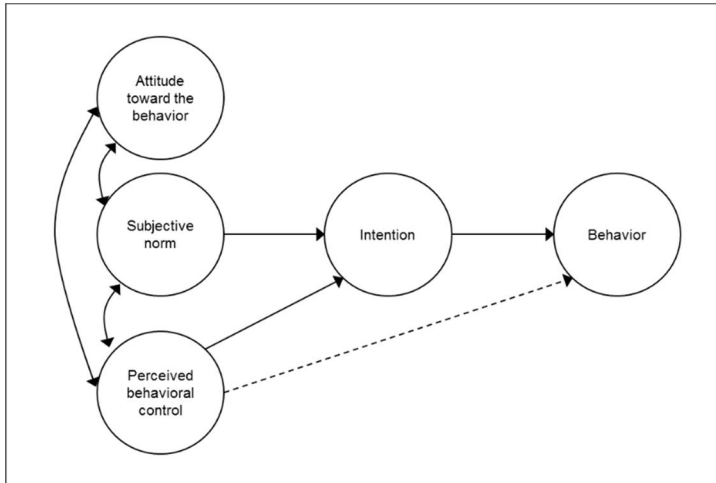 Attitude
toward the
behavior
Subjective
norm
Intention
Behavior
Perceived
behavioral
control